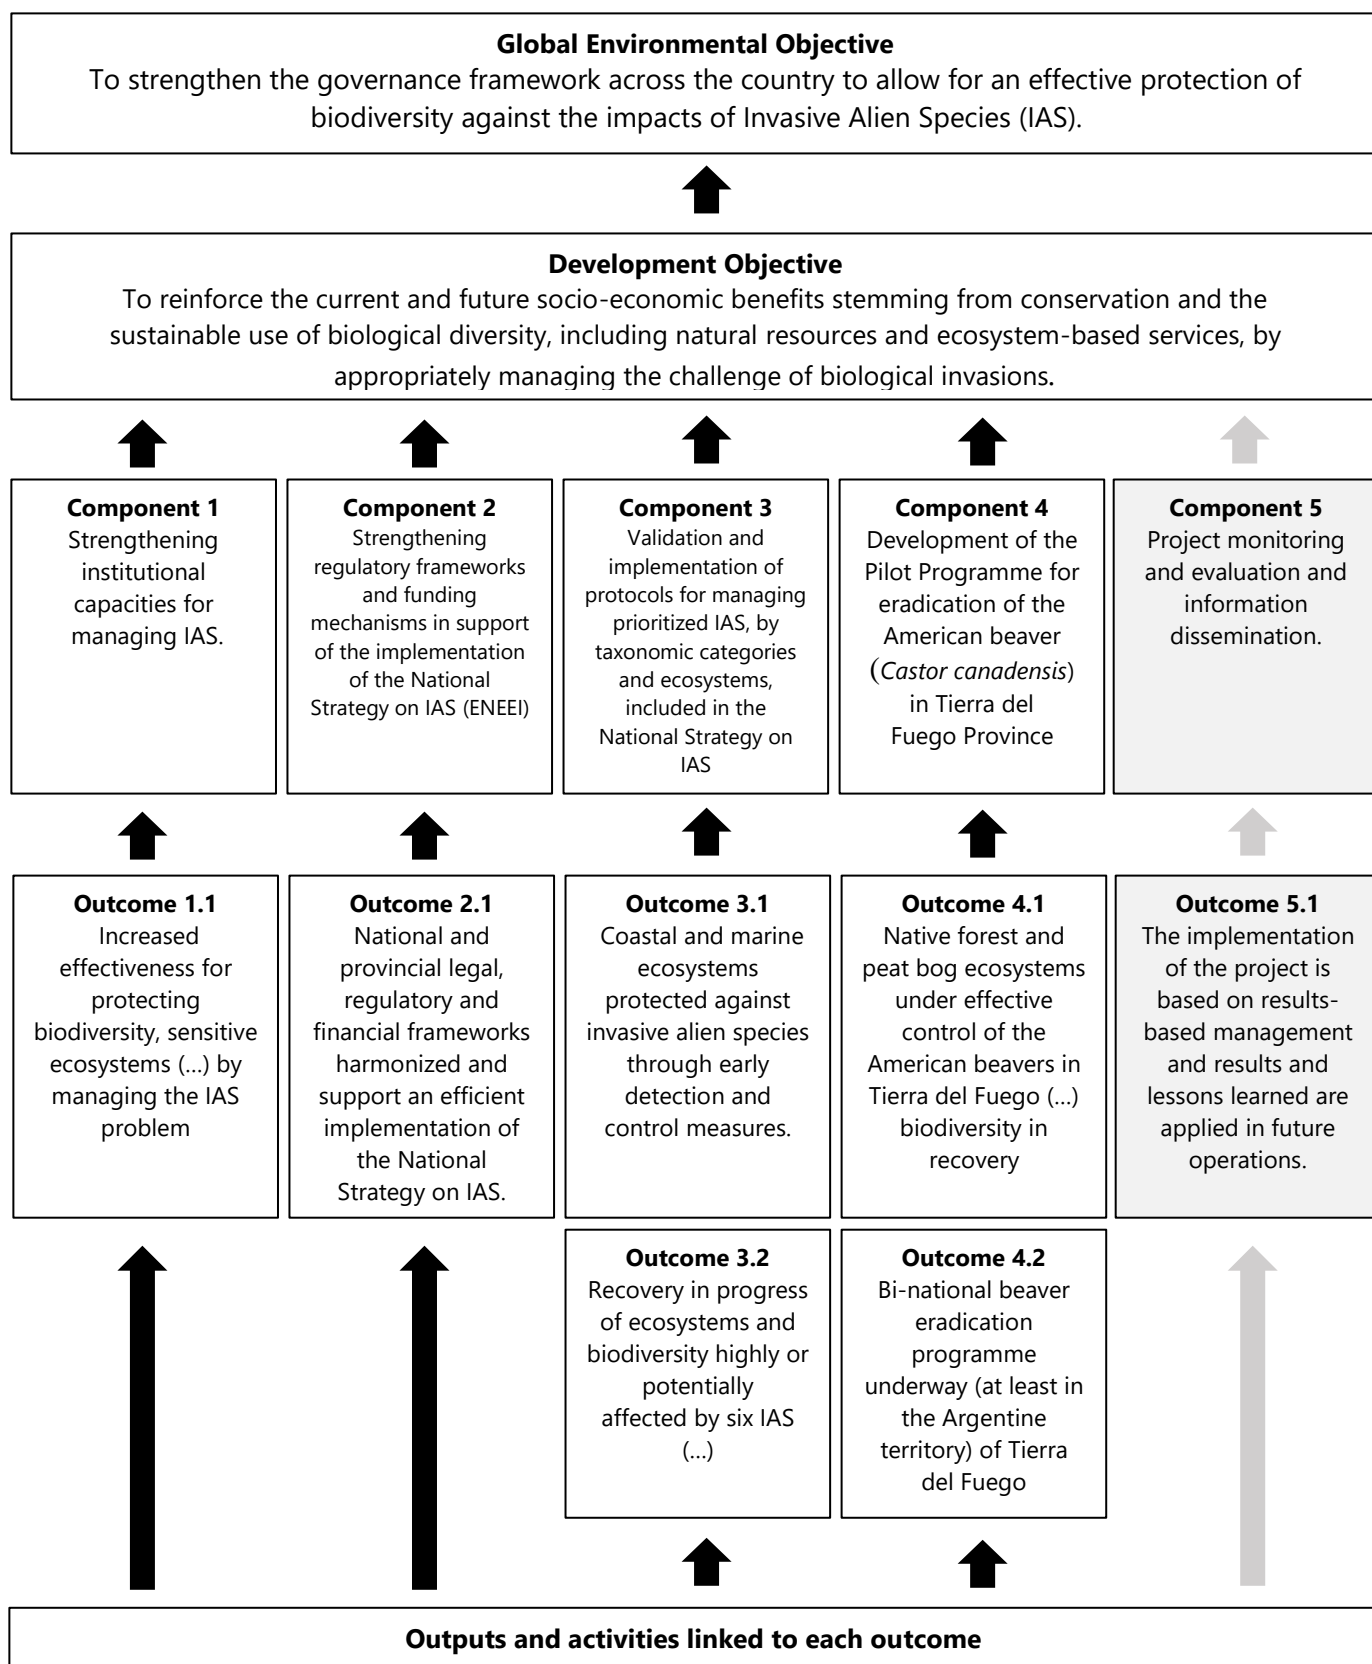 Global Environmental Objective
To strengthen the governance framework across the country to allow for an effective protection of
biodiversity against the impacts of Invasive Alien Species (IAS).
Development Objective
To reinforce the current and future socio-economic benefits stemming from conservation and the
sustainable use of biological diversity, including natural resources and ecosystem-based services, by
appropriately managing the challenge of biological invasions.
Component 1
Strengthening
institutional
capacities for
managing IAS.
Component 2
Strengthening
regulatory frameworks
and funding
mechanisms in support
of the implementation
of the National
Strategy on IAS (ENEEI)
Component 3
Validation and
implementation of
protocols for managing
prioritized IAS, by
taxonomic categories
and ecosystems,
included in the
National Strategy on
IAS
Component 4
Development of the
Pilot Programme for
eradication of the
American beaver
(Castor canadensis)
in Tierra del
Fuego Province
Component 5
Project monitoring
and evaluation and
information
dissemination.
Outcome 1.1
Increased
effectiveness for
protecting
biodiversity, sensitive
ecosystems (...) by
managing the IAS
problem
Outcome 2.1
National and
provincial legal,
regulatory and
financial frameworks
harmonized and
support an efficient
implementation of
the National
Strategy on IAS.
Outcome 3.1
Coastal and marine
ecosystems
protected against
invasive alien species
through early
detection and
control measures.
Outcome 4.1
Native forest and
peat bog ecosystems
under effective
control of the
American beavers in
Tierra del Fuego (...)
biodiversity in
recovery
Outcome 5.1
The implementation
of the project is
based on results-
based management
and results and
lessons learned are
applied in future
operations.
Outcome 3.2
Recovery in progress
of ecosystems and
biodiversity highly or
potentially
affected by six IAS
(...)
Outcome 4.2
Bi-national beaver
eradication
programme
underway (at least in
the Argentine
territory) of Tierra
del Fuego
Outputs and activities linked to each outcome